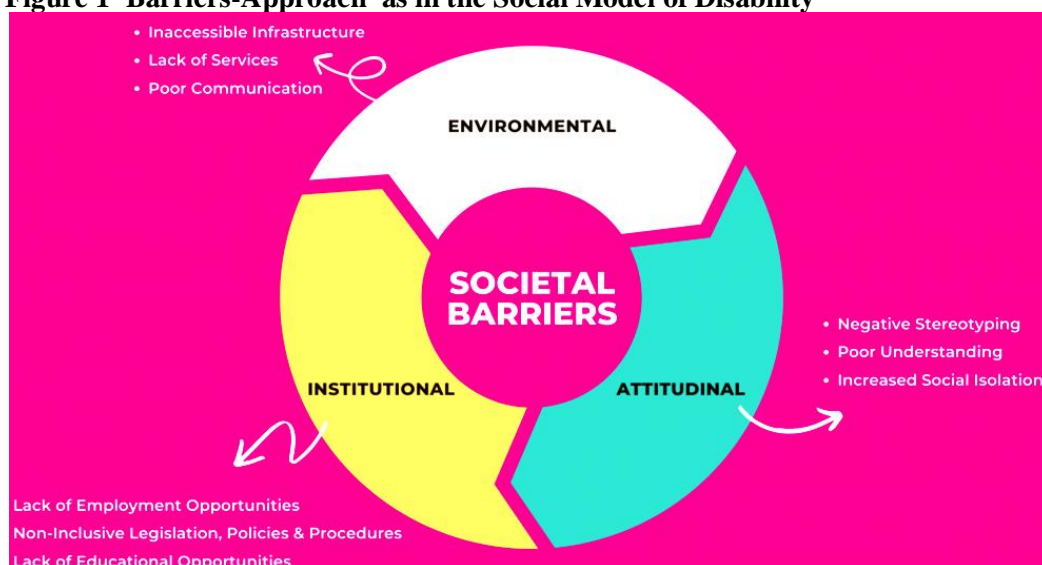 Figure 1 'Barriers-Approach' as in the Social Model of Disability
• Inaccessible Infrastructure
• Lack of Services
• Poor Communication
ENVIRONMENTAL
SOCIETAL
BARRIERS
INSTITUTIONAL
ATTITUDINAL
• Negative Stereotyping
• Poor Understanding
• Increased Social Isolation
Lack of Employment Opportunities
Non-Inclusive Legislation, Policies & Procedures
Lack of Educational Opportunities